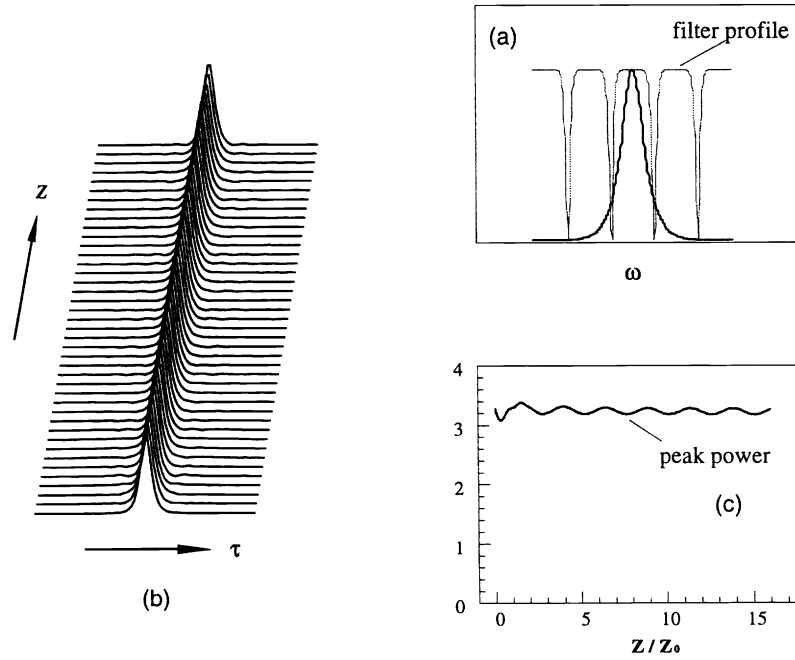 (a)
filter profile
ω
z
τ
(b)
4
3
2
1
0
peak power
(c)
0
5
10
15
z / z₀